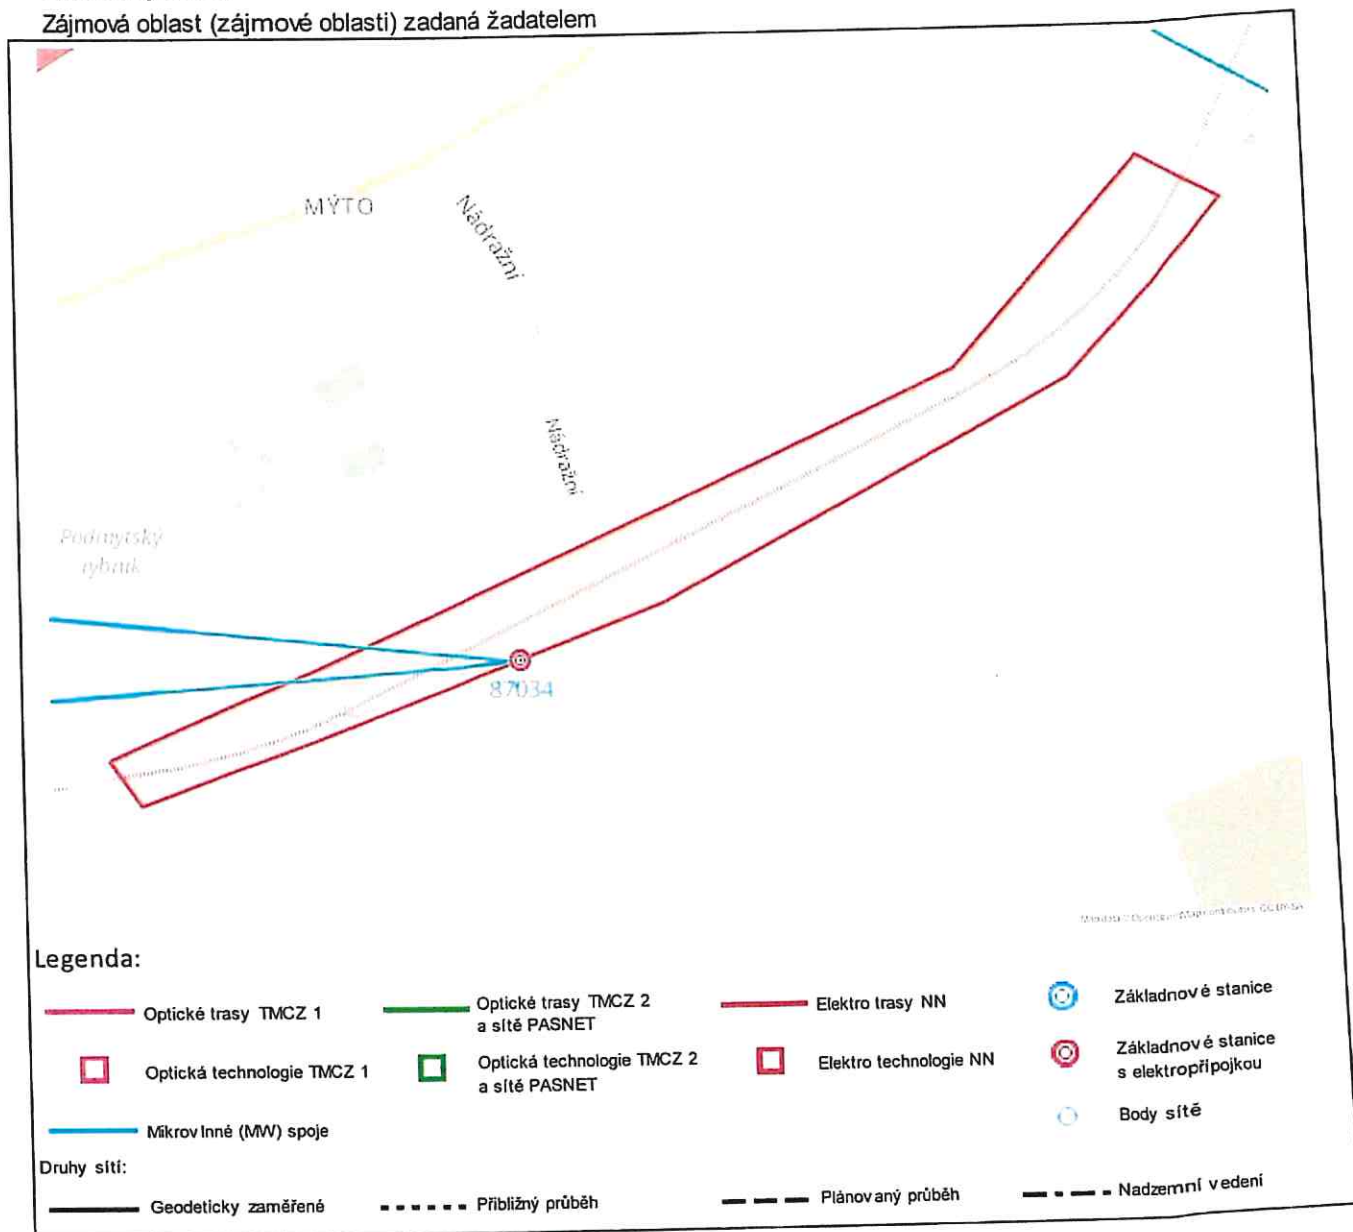 Zájmová oblast (zájmové oblasti) zadaná žadatelem
MÝTO
Nádražní
Nádražní
Podmýtský
rybník
87034
Legenda:
Optické trasy TMCZ 1
Optické trasy TMCZ 2
a sítě PASNET
Elektro trasy NN
Základnové stanice
Optická technologie TMCZ 1
Optická technologie TMCZ 2
a sítě PASNET
Elektro technologie NN
Základnové stanice
s elektropřípojkou
Body sítě
Mikrovlnné (MW) spoje
Druhy sítí:
Geodeticky zaměřené
Přibližný průběh
Plánovaný průběh
Nadzemní vedení